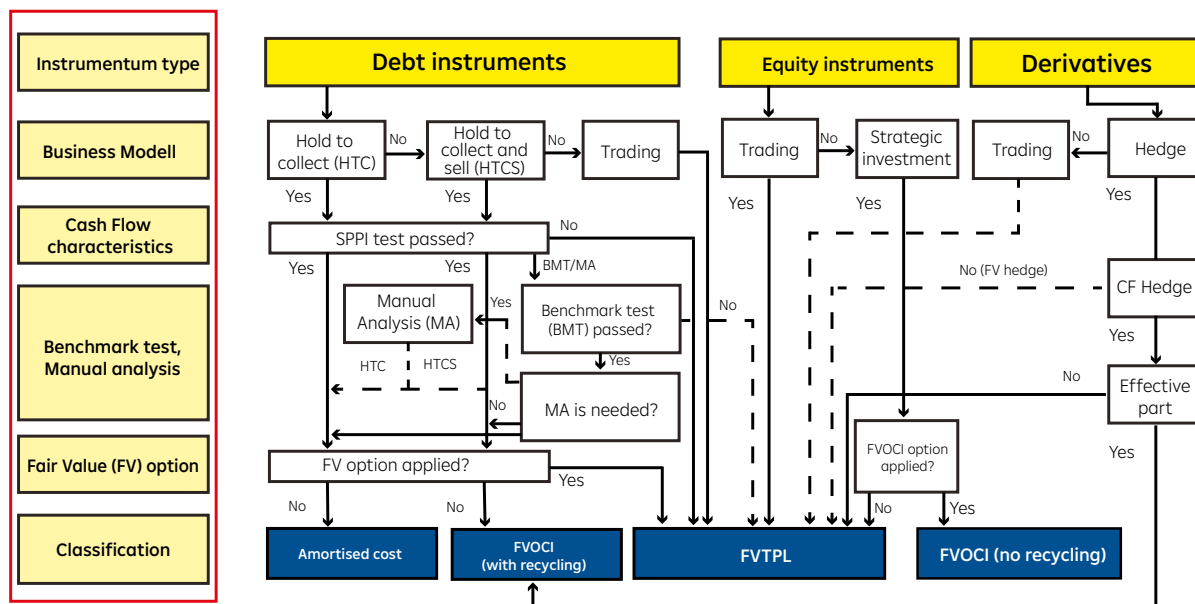 Instrumentum type
Debt instruments
Equity instruments
Derivatives
Business Modell
Hold to
collect (HTC)
No
Hold to
collect and
sell (HTCS)
No
Trading
Trading
No
Strategic
investment
Trading
No
Hedge
Yes
Yes
Yes
Yes
Yes
Cash Flow
characteristics
SPPI test passed?
No
Yes
Yes
BMT/MA
No (FV hedge)
CF Hedge
Benchmark test,
Manual analysis
Manual
Analysis (MA)
Yes
Benchmark test
(BMT) passed?
No
Yes
HTC
HTCS
Yes
No
MA is needed?
No
Effective
part
Fair Value (FV) option
FV option applied?
Yes
FVOCI option
applied?
Yes
No
No
No
Yes
Classification
Amortised cost
FVOCI
(with recycling)
FVTPL
FVOCI (no recycling)